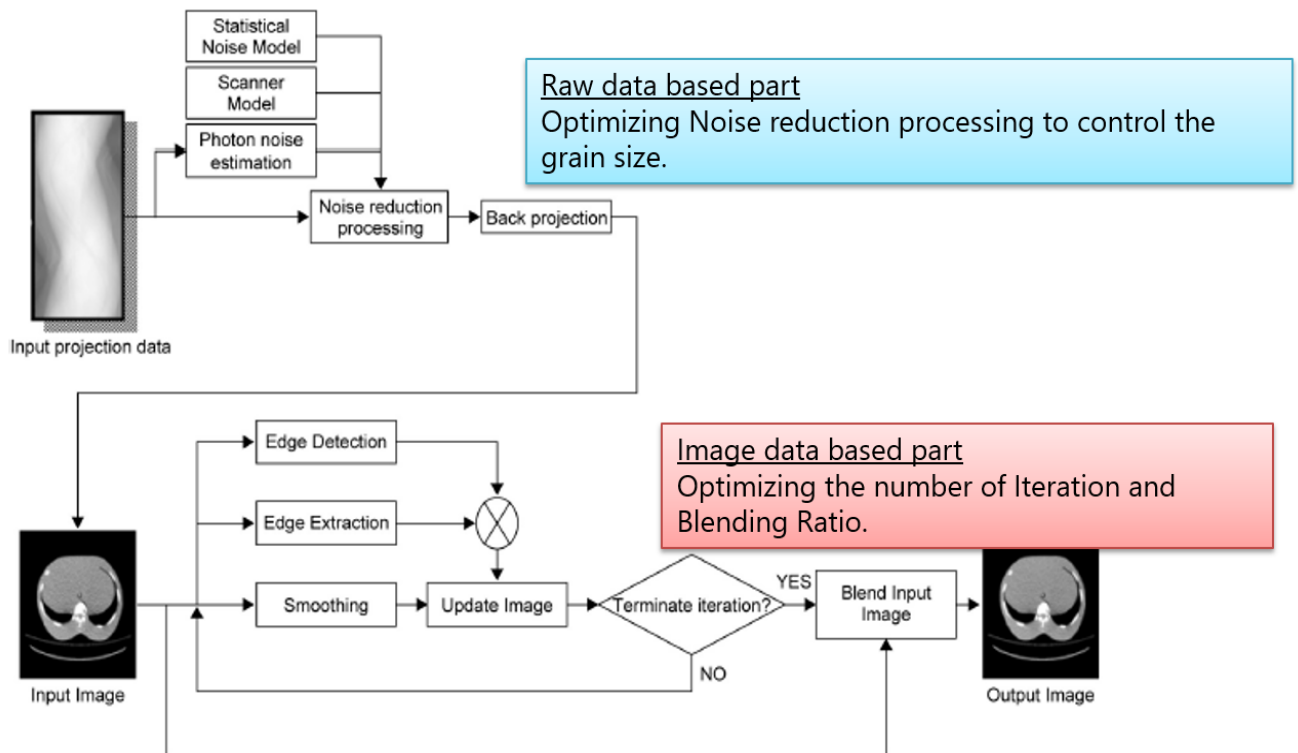 Statistical
Noise Model
Scanner
Model
Photon noise
estimation
Raw data based part
Optimizing Noise reduction processing to control the
grain size.
Noise reduction
processing
Back projection
Input projection data
Edge Detection
Edge Extraction
Smoothing
Update Image
Image data based part
Optimizing the number of Iteration and
Blending Ratio.
Terminate iteration?
YES
NO
Blend Input
Image
Input Image
Output Image